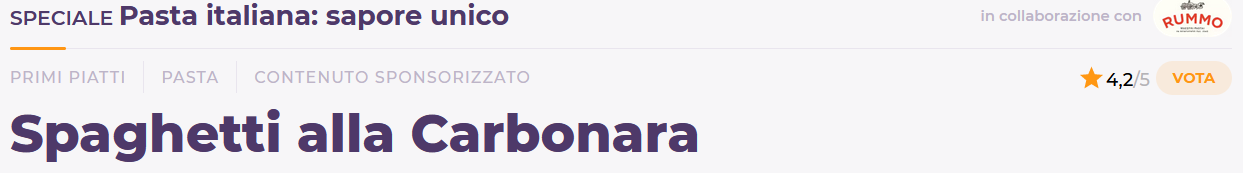 SPECIALE Pasta italiana: sapore unico
in collaborazione con
RUMMO
PRIMI PIATTI
PASTA
CONTENUTO SPONSORIZZATO
4,2/5
VOTA
Spaghetti alla Carbonara